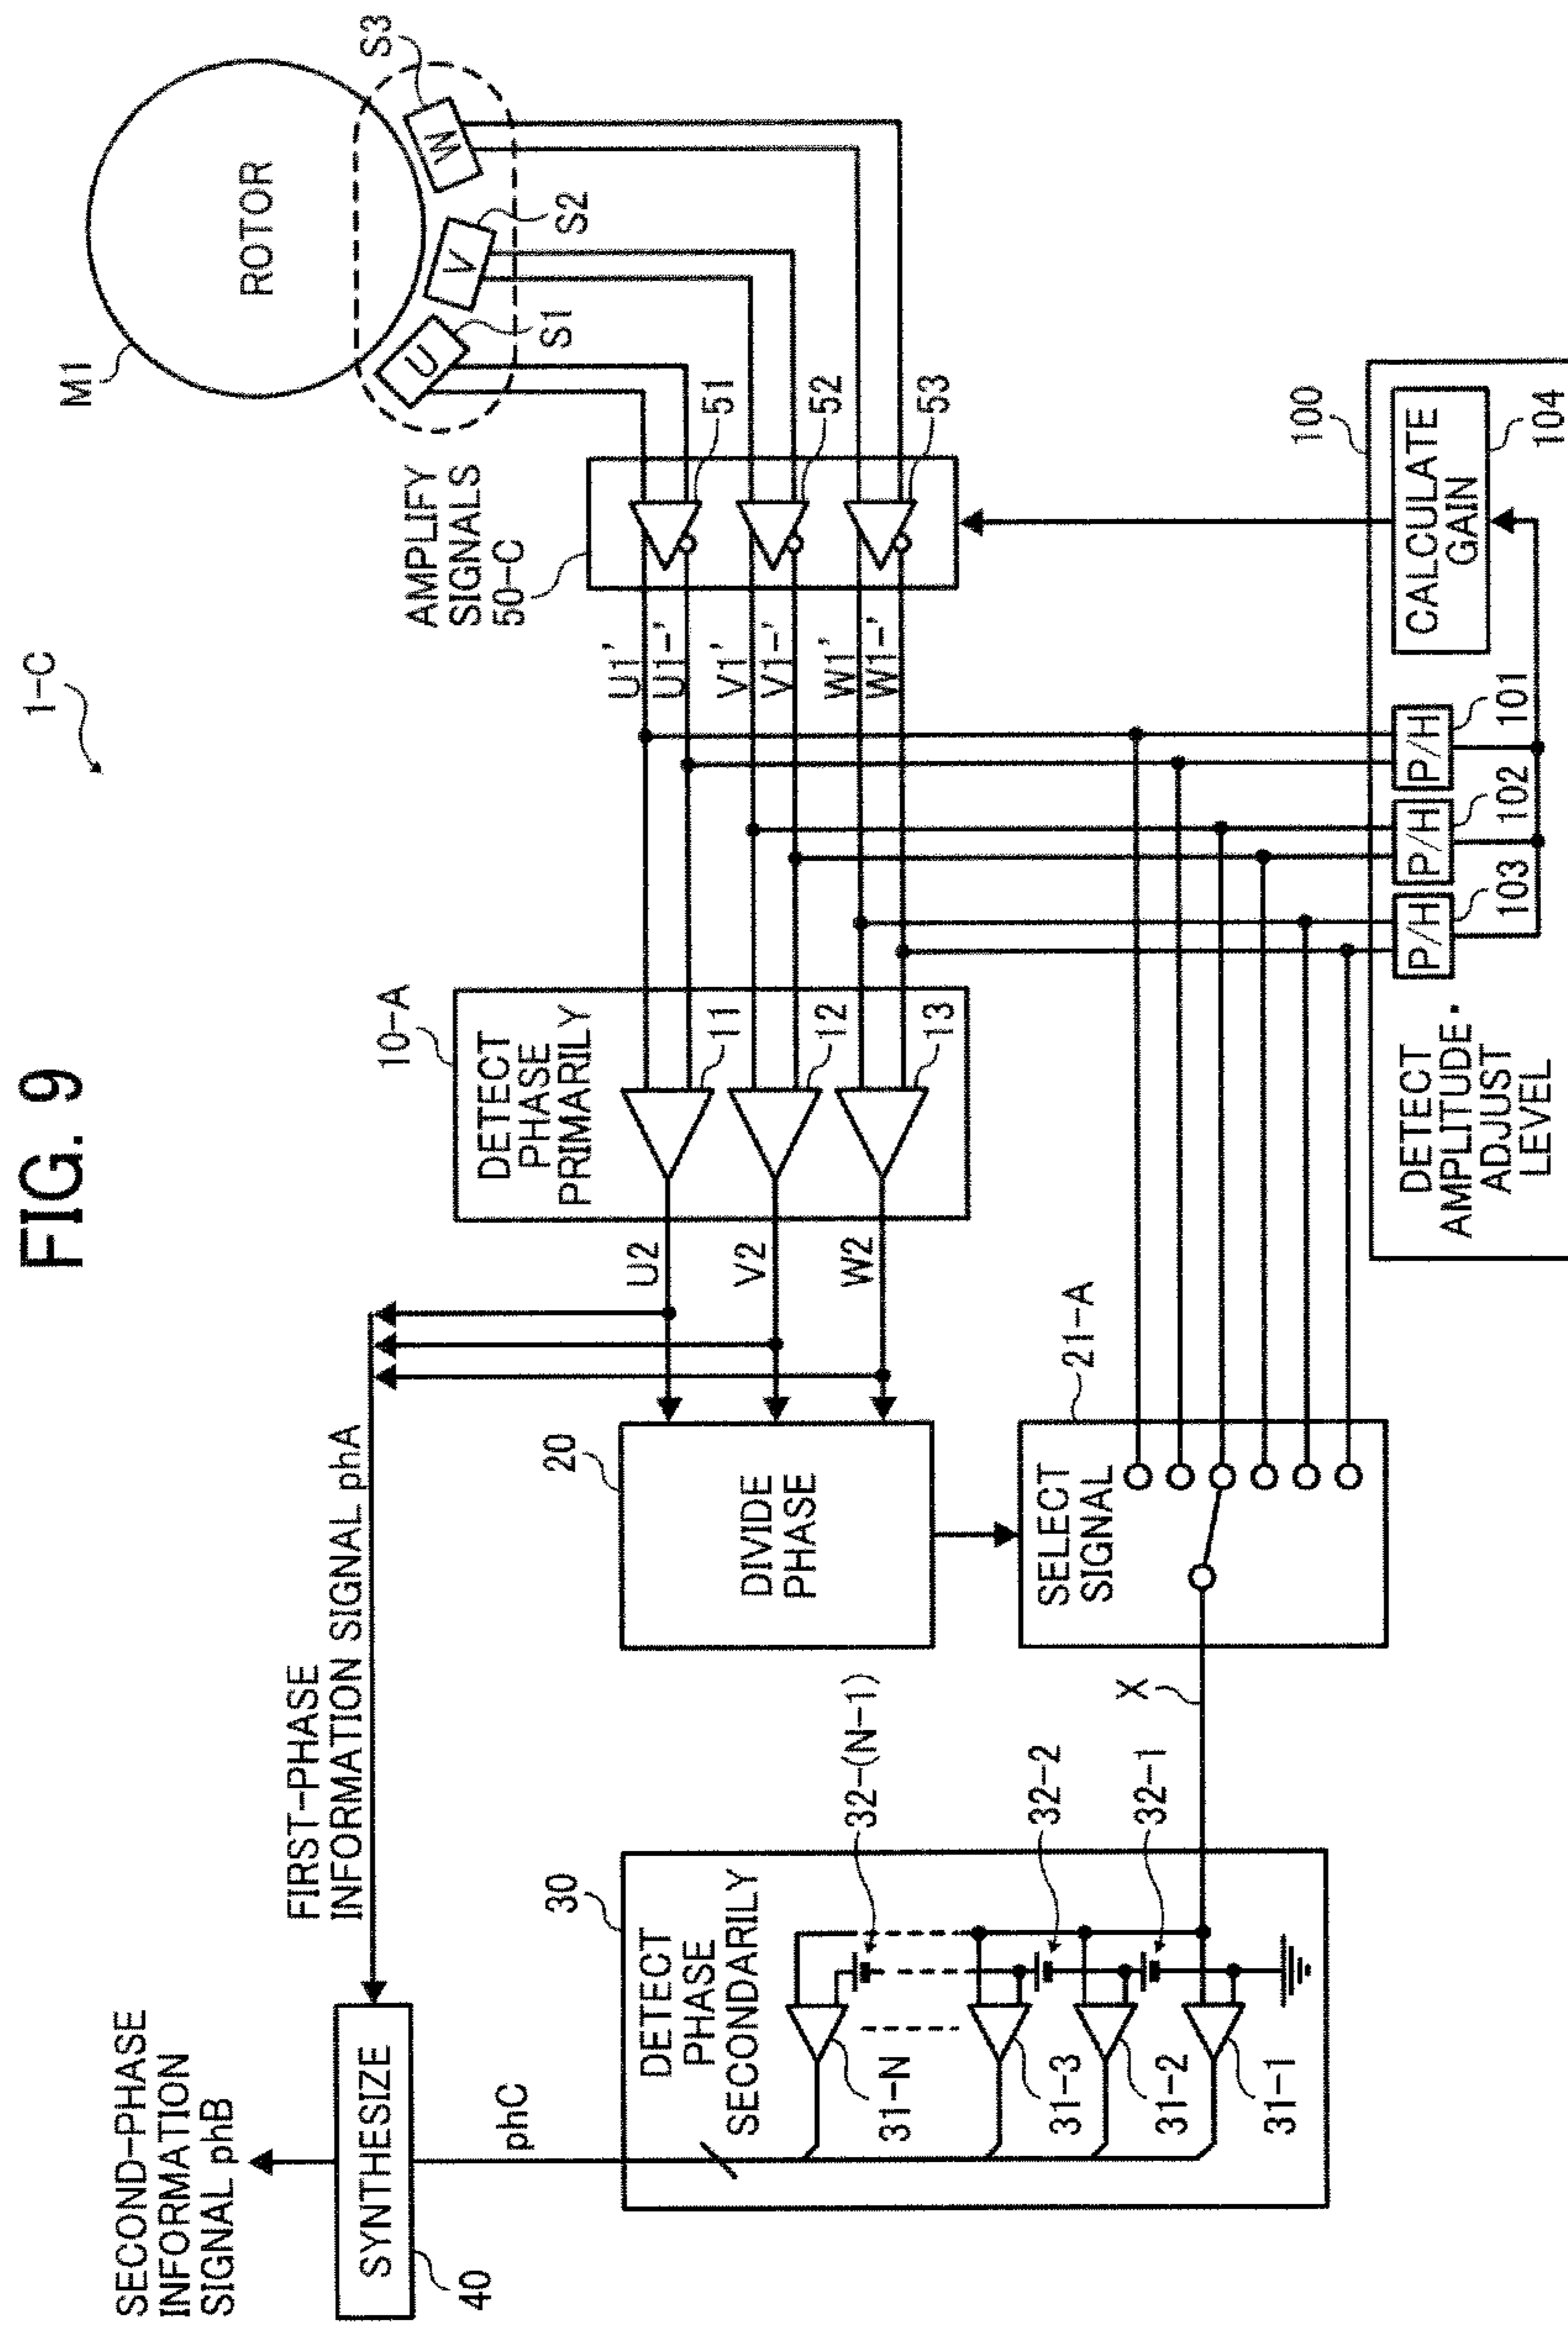 FIG. 9
1-C
M1
ROTOR
U
V
W
S1
S2
S3
AMPLIFY
SIGNALS
50-C
51
52
53
U1'
U1-'
V1'
V1-'
W1'
W1-'
10-A
DETECT
PHASE
PRIMARILY
11
12
13
U2
V2
W2
FIRST-PHASE
INFORMATION SIGNAL phA
20
DIVIDE
PHASE
21-A
SELECT
SIGNAL
X
100
CALCULATE
GAIN
104
P/H
101
P/H
102
P/H
103
DETECT
AMPLITUDE·
ADJUST
LEVEL
30
DETECT
PHASE
SECONDARILY
32-(N-1)
32-2
32-1
31-N
31-3
31-2
31-1
phC
SYNTHESIZE
40
SECOND-PHASE
INFORMATION
SIGNAL phB